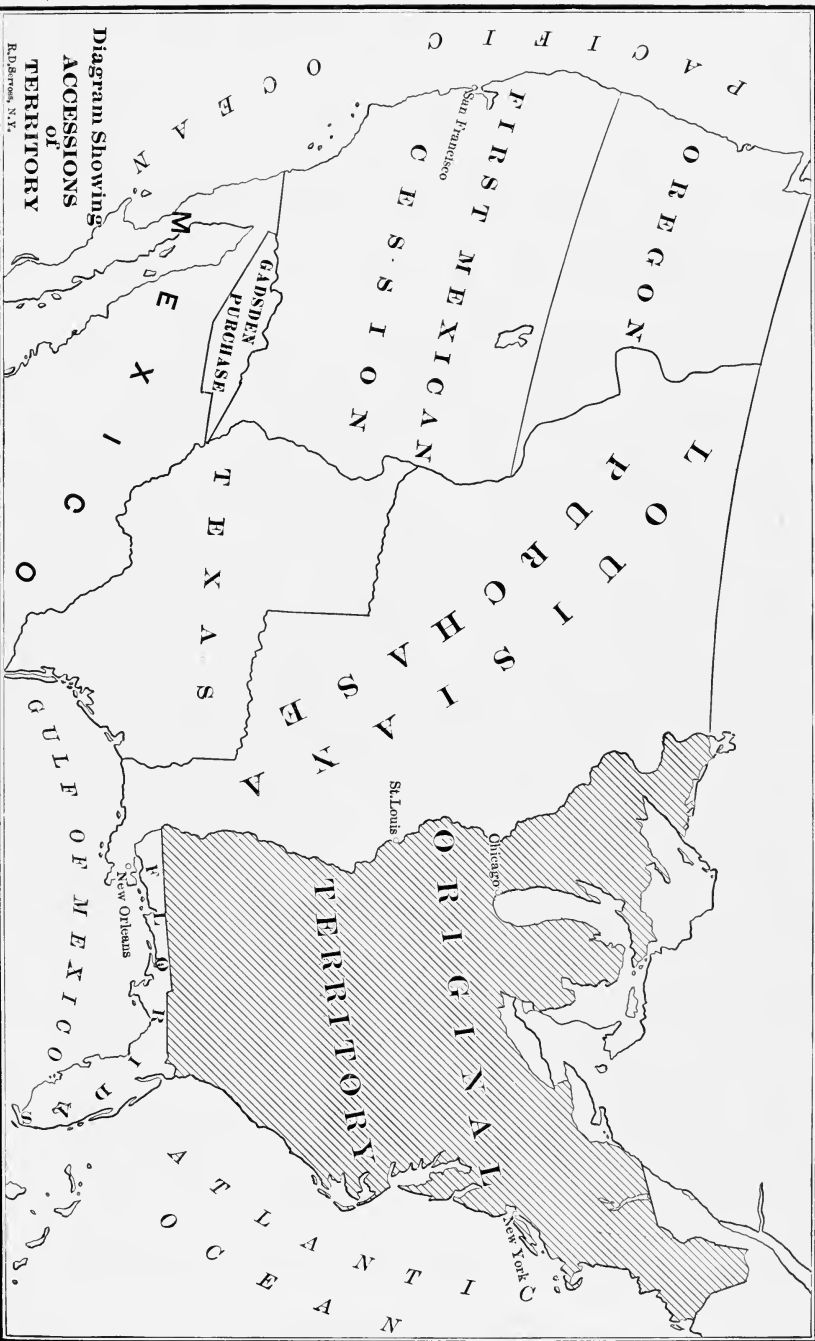 Diagram Showing
ACCESSIONS
of
TERRITORY
R.D.Servoss, N.Y.
PACIFIC
OCEAN
OREGON
FIRST MEXICAN
CESSION
San Francisco
GADSDEN
PURCHASE
MEXICO
TEXAS
LOUISIANA
PURCHASE
St.Louis
Chicago
ORIGINAL
TERRITORY
New York
New Orleans
FLORIDAS
GULF OF MEXICO
ATLANTIC
OCEAN